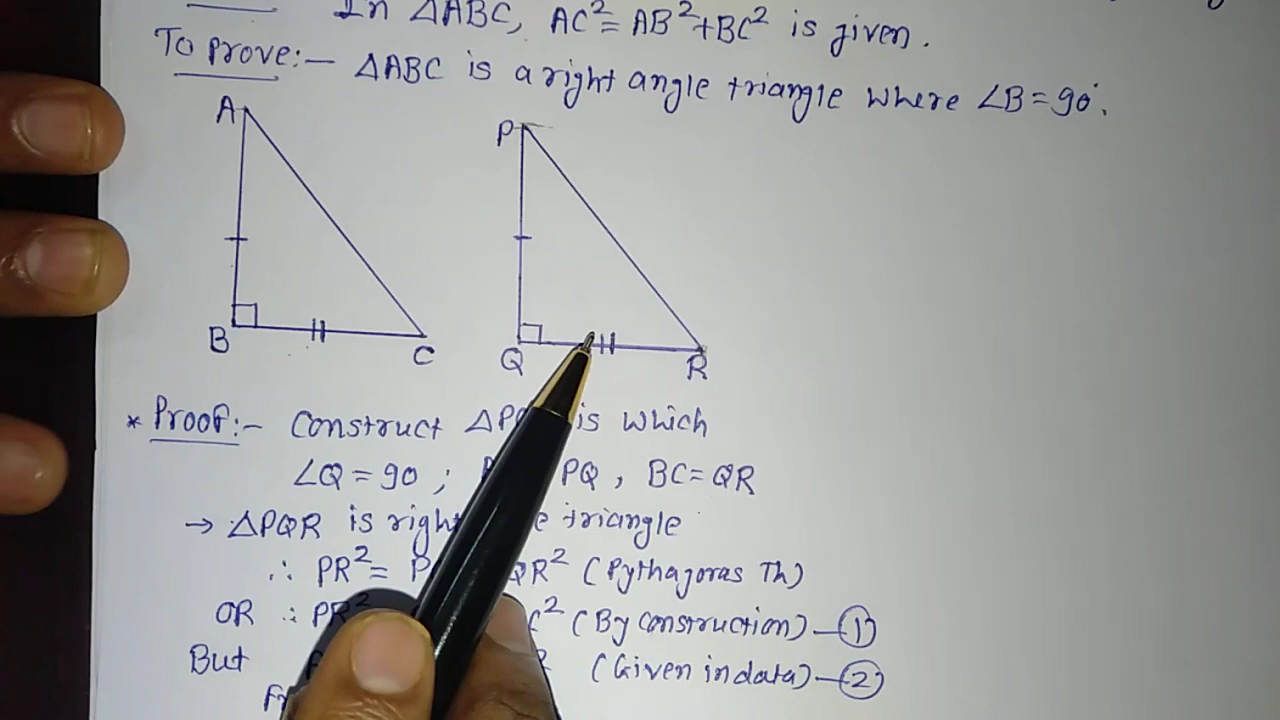 In ΔABC, AC²= AB²+BC² is given.
To prove:- ΔABC is a right angle triangle where ∠B=90°.
A
P
B
C
Q
R
* Proof:- Construct ΔP is which
∠Q = 90 ; PQ , BC= QR
→ ΔPQR is right triangle
∴ PR²= QR² (Pythagoras Th)
OR ∴ PR² ² (By construction) — ①
But (Given in data) — ②